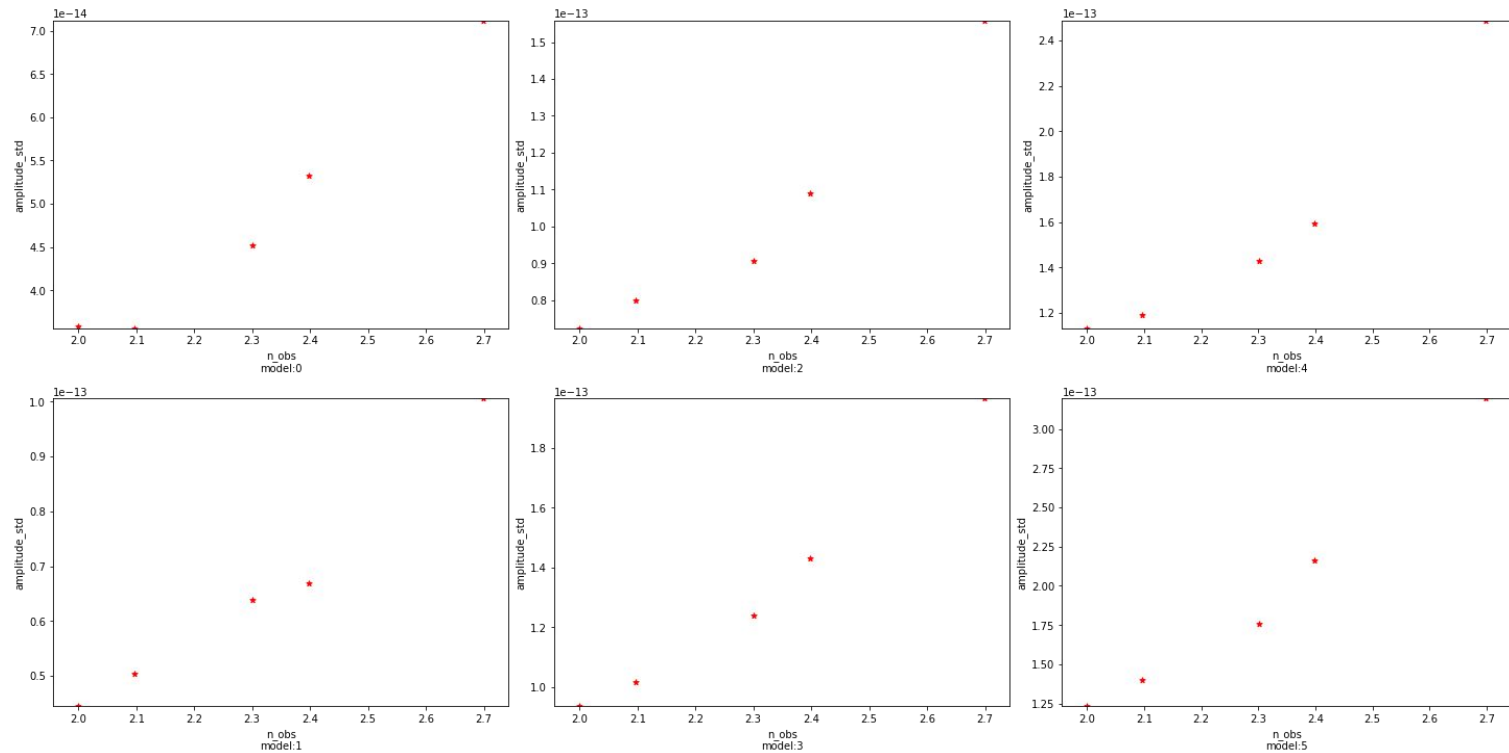 1e−14
7.0
6.5
6.0
5.5
5.0
4.5
4.0
amplitude_std
2.0 2.1 2.2 2.3 2.4 2.5 2.6 2.7
n_obs
model:0
1e−13
1.5
1.4
1.3
1.2
1.1
1.0
0.9
0.8
amplitude_std
2.0 2.1 2.2 2.3 2.4 2.5 2.6 2.7
n_obs
model:2
1e−13
2.4
2.2
2.0
1.8
1.6
1.4
1.2
amplitude_std
2.0 2.1 2.2 2.3 2.4 2.5 2.6 2.7
n_obs
model:4
1e−13
1.0
0.9
0.8
0.7
0.6
0.5
amplitude_std
2.0 2.1 2.2 2.3 2.4 2.5 2.6 2.7
n_obs
model:1
1e−13
1.8
1.6
1.4
1.2
1.0
amplitude_std
2.0 2.1 2.2 2.3 2.4 2.5 2.6 2.7
n_obs
model:3
1e−13
3.00
2.75
2.50
2.25
2.00
1.75
1.50
1.25
amplitude_std
2.0 2.1 2.2 2.3 2.4 2.5 2.6 2.7
n_obs
model:5